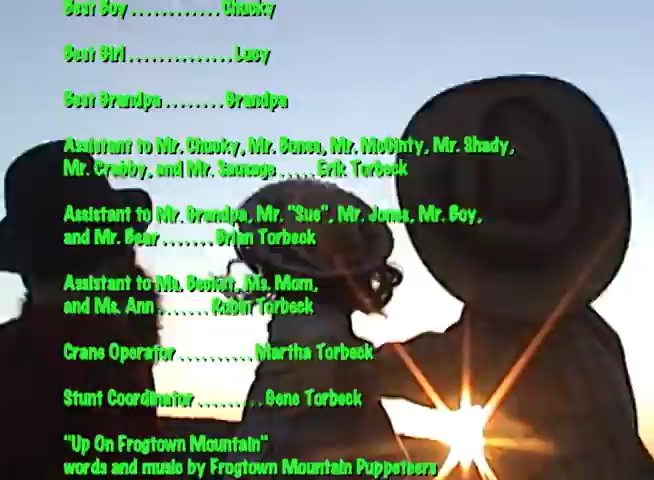 Best Boy ............ Chucky
Best Girl .............. Lucy
Best Grandpa ........ Grandpa
Assistant to Mr. Chucky, Mr. Bones, Mr. McGinty, Mr. Shady,
Mr. Crabby, and Mr. Sausage ..... Erik Torbeck
Assistant to Mr. Grandpa, Mr. "Sue", Mr. Jones, Mr. Boy,
and Mr. Bear ....... Brian Torbeck
Assistant to Ms. Mom,
and Ms. Ann ....... Robin Torbeck
Crane Operator .......... Martha Torbeck
Stunt Coordinator ......... Gene Torbeck
"Up On Frogtown Mountain"
words and music by Frogtown Mountain Puppeteers